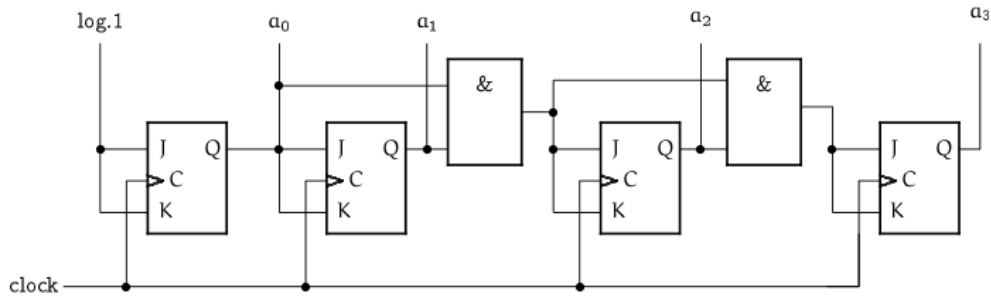 log.1 a₀ a₁ a₂ a₃
& &
J Q J Q J Q J Q
C C C C
K K K K
clock